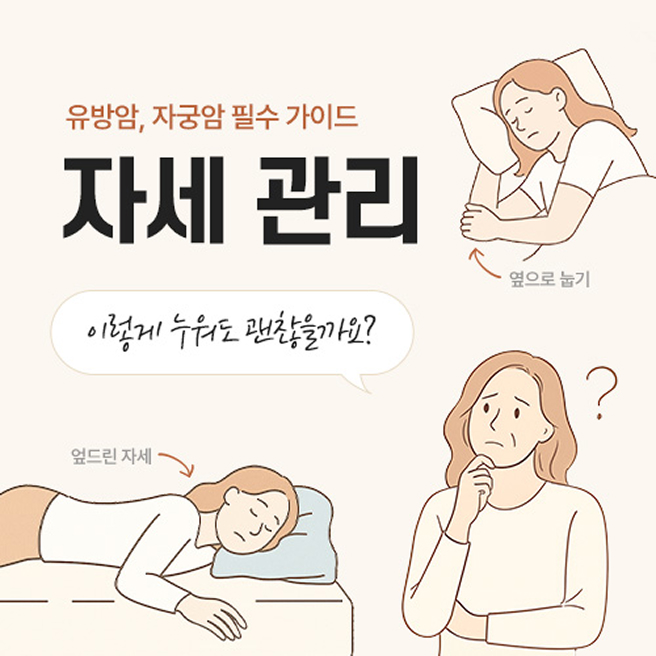 유방암, 자궁암 필수 가이드
자세 관리
옆으로 눕기
이렇게 누워도 괜찮을까요?
엎드린 자세